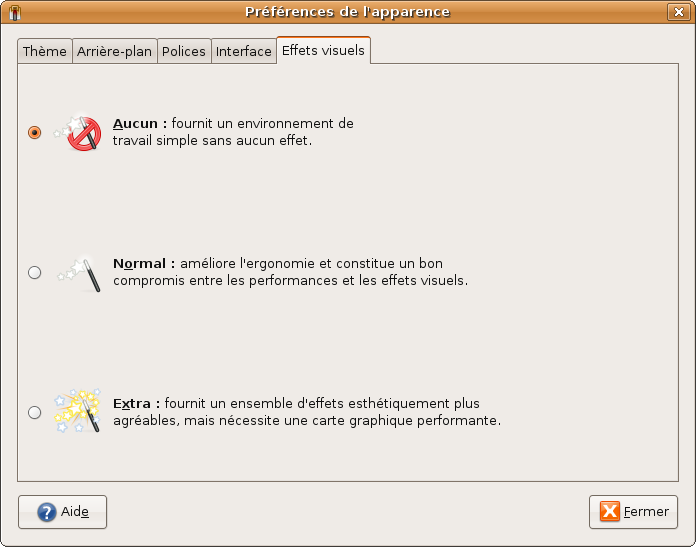 Préférences de l'apparence
Thème Arrière-plan Polices Interface Effets visuels
Aucun : fournit un environnement de
travail simple sans aucun effet.
Normal : améliore l'ergonomie et constitue un bon
compromis entre les performances et les effets visuels.
Extra : fournit un ensemble d'effets esthétiquement plus
agréables, mais nécessite une carte graphique performante.
Aide Fermer